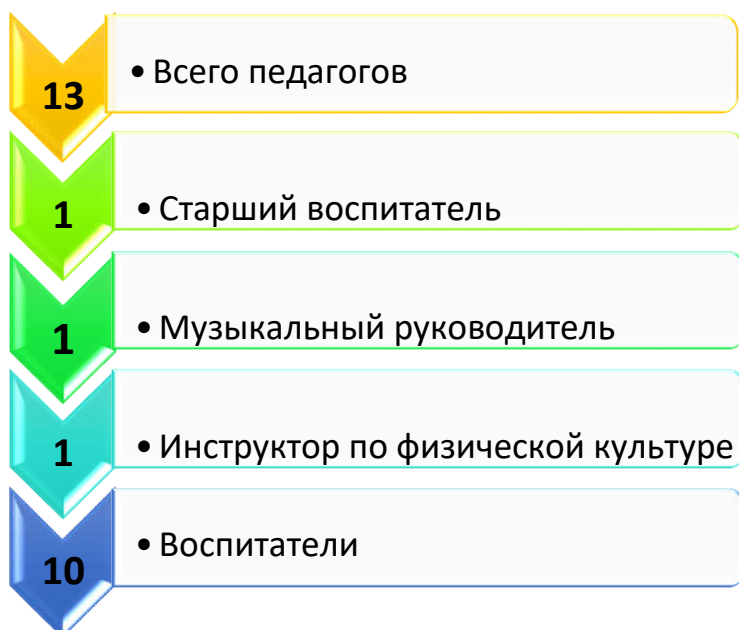 13
• Всего педагогов
1
• Старший воспитатель
1
• Музыкальный руководитель
1
• Инструктор по физической культуре
10
• Воспитатели